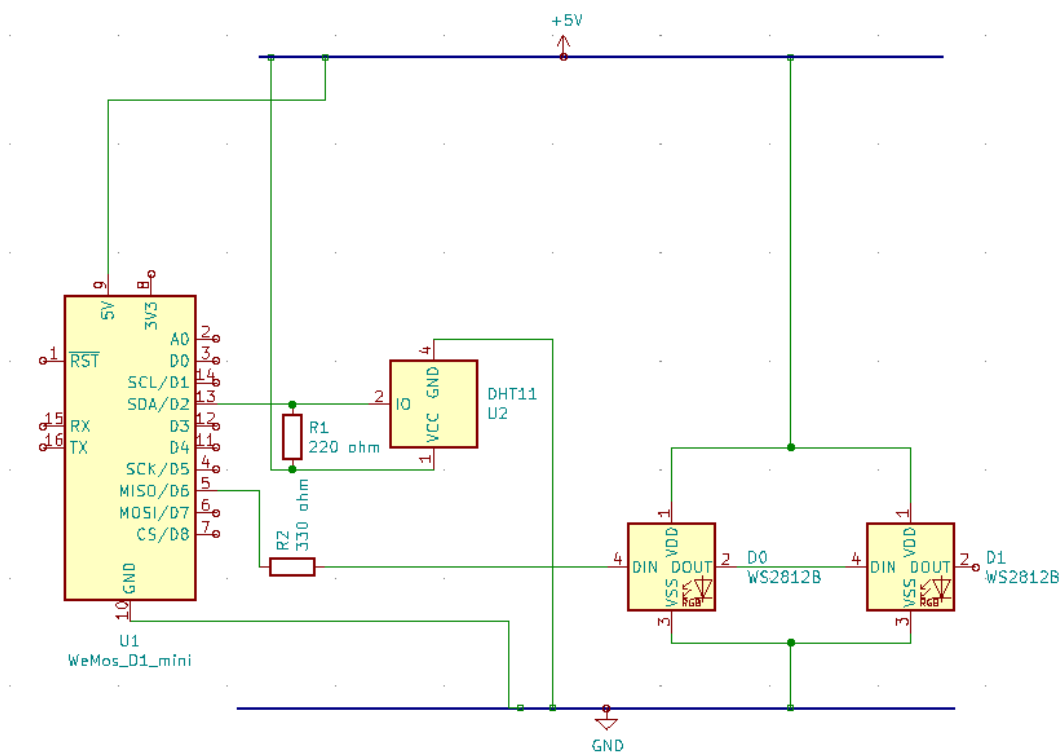 +5V
9
8
5V
3V3
A0
2
1
RST
D0
3
SCL/D1
14
SDA/D2
13
15
RX
D3
12
16
TX
D4
11
SCK/D5
4
MISO/D6
5
MOSI/D7
6
CS/D8
7
GND
10
U1
WeMos_D1_mini
R1
220 ohm
R2
330 ohm
4
GND
2
IO
VCC
1
DHT11
U2
1
VDD
4
DIN
DOUT
2
VSS
RGB
3
D0
WS2812B
1
VDD
4
DIN
DOUT
2
VSS
RGB
3
D1
WS2812B
GND